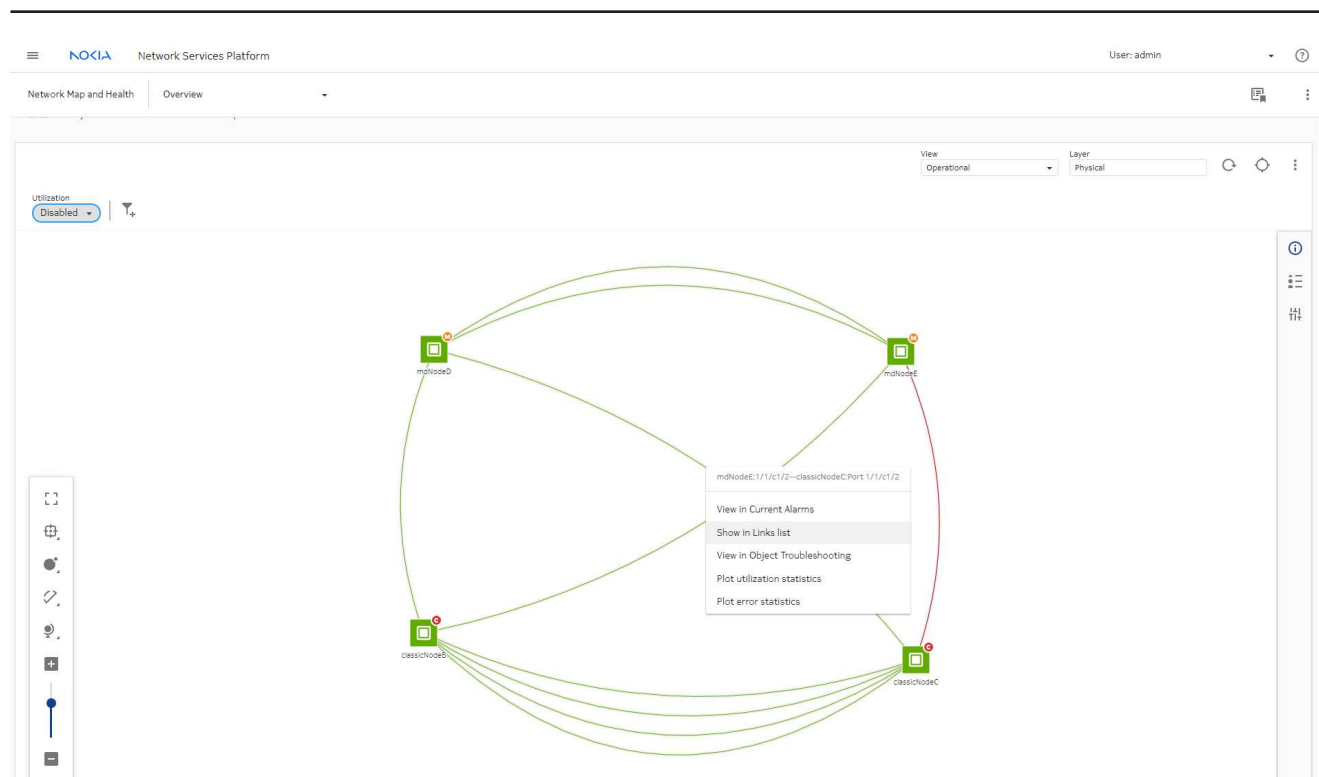 NOKIA Network Services Platform User: admin
Network Map and Health Overview
View
Operational
Layer
Physical
Utilization
Disabled
M
mdNodeD
M
mdNodeE
mdNodeE:1/1/c1/2--classicNodeC:Port 1/1/c1/2
View in Current Alarms
Show in Links list
View in Object Troubleshooting
Plot utilization statistics
Plot error statistics
C
classicNodeB
C
classicNodeC